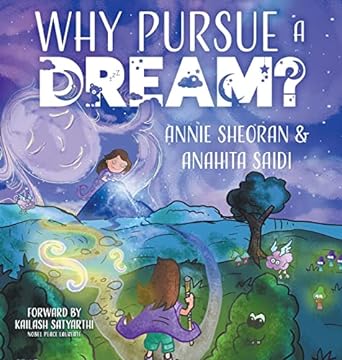 WHY PURSUE A
DREAM?
ANNIE SHEORAN &
ANAHITA SAIDI
FORWARD BY
KAILASH SATYARTHI
NOBEL PEACE LAUREATE